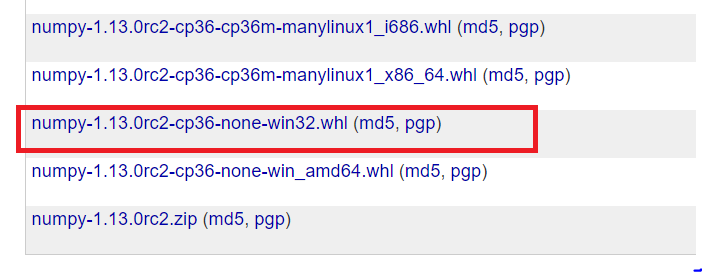 numpy-1.13.0rc2-cp36-cp36m-manylinux1_i686.whl (md5, pgp)
numpy-1.13.0rc2-cp36-cp36m-manylinux1_x86_64.whl (md5, pgp)
numpy-1.13.0rc2-cp36-none-win32.whl (md5, pgp)
numpy-1.13.0rc2-cp36-none-win_amd64.whl (md5, pgp)
numpy-1.13.0rc2.zip (md5, pgp)